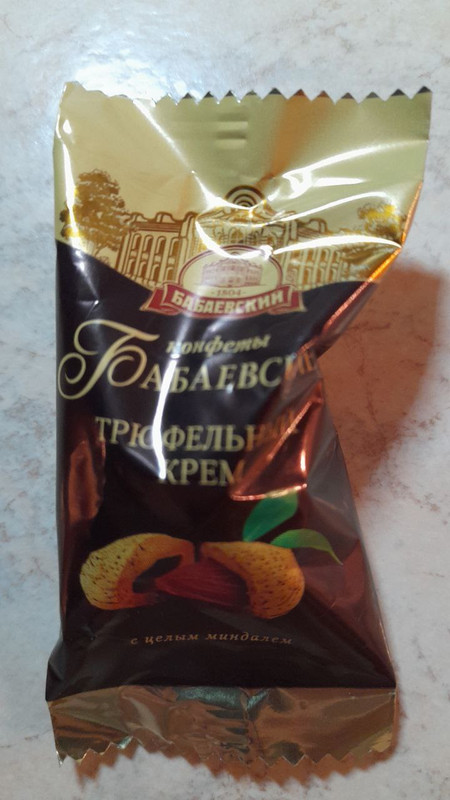 ·1804·
БАБАЕВСКИЙ
конфеты
БАБАЕВСКИЕ
ТРЮФЕЛЬНЫЙ
КРЕМ
с целым миндалем